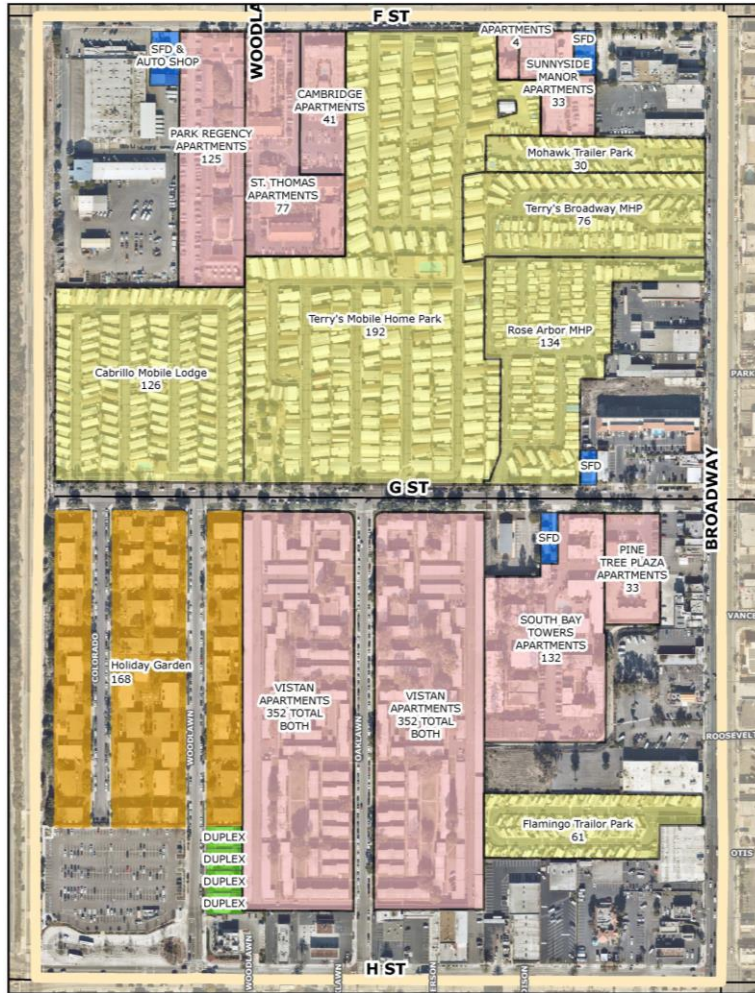 F ST
WOODLA
SFD &
AUTO SHOP
APARTMENTS
4
SFD
SUNNYSIDE
MANOR
APARTMENTS
33
CAMBRIDGE
APARTMENTS
41
PARK REGENCY
APARTMENTS
125
ST. THOMAS
APARTMENTS
77
Mohawk Trailer Park
30
Terry's Broadway MHP
76
Terry's Mobile Home Park
192
Rose Arbor MHP
134
Cabrillo Mobile Lodge
126
PARK
SFD
G ST
BROADWAY
SFD
PINE
TREE PLAZA
APARTMENTS
33
VANCE
SOUTH BAY
TOWERS
APARTMENTS
132
COLORADO
Holiday Garden
168
WOODLAWN
VISTAN
APARTMENTS
352 TOTAL
BOTH
OAKLAWN
VISTAN
APARTMENTS
352 TOTAL
BOTH
ROOSEVELT
Flamingo Trailor Park
61
DUPLEX
DUPLEX
DUPLEX
DUPLEX
OTIS
WOODLAWN
KLAWN
ERSON
DISON
H ST